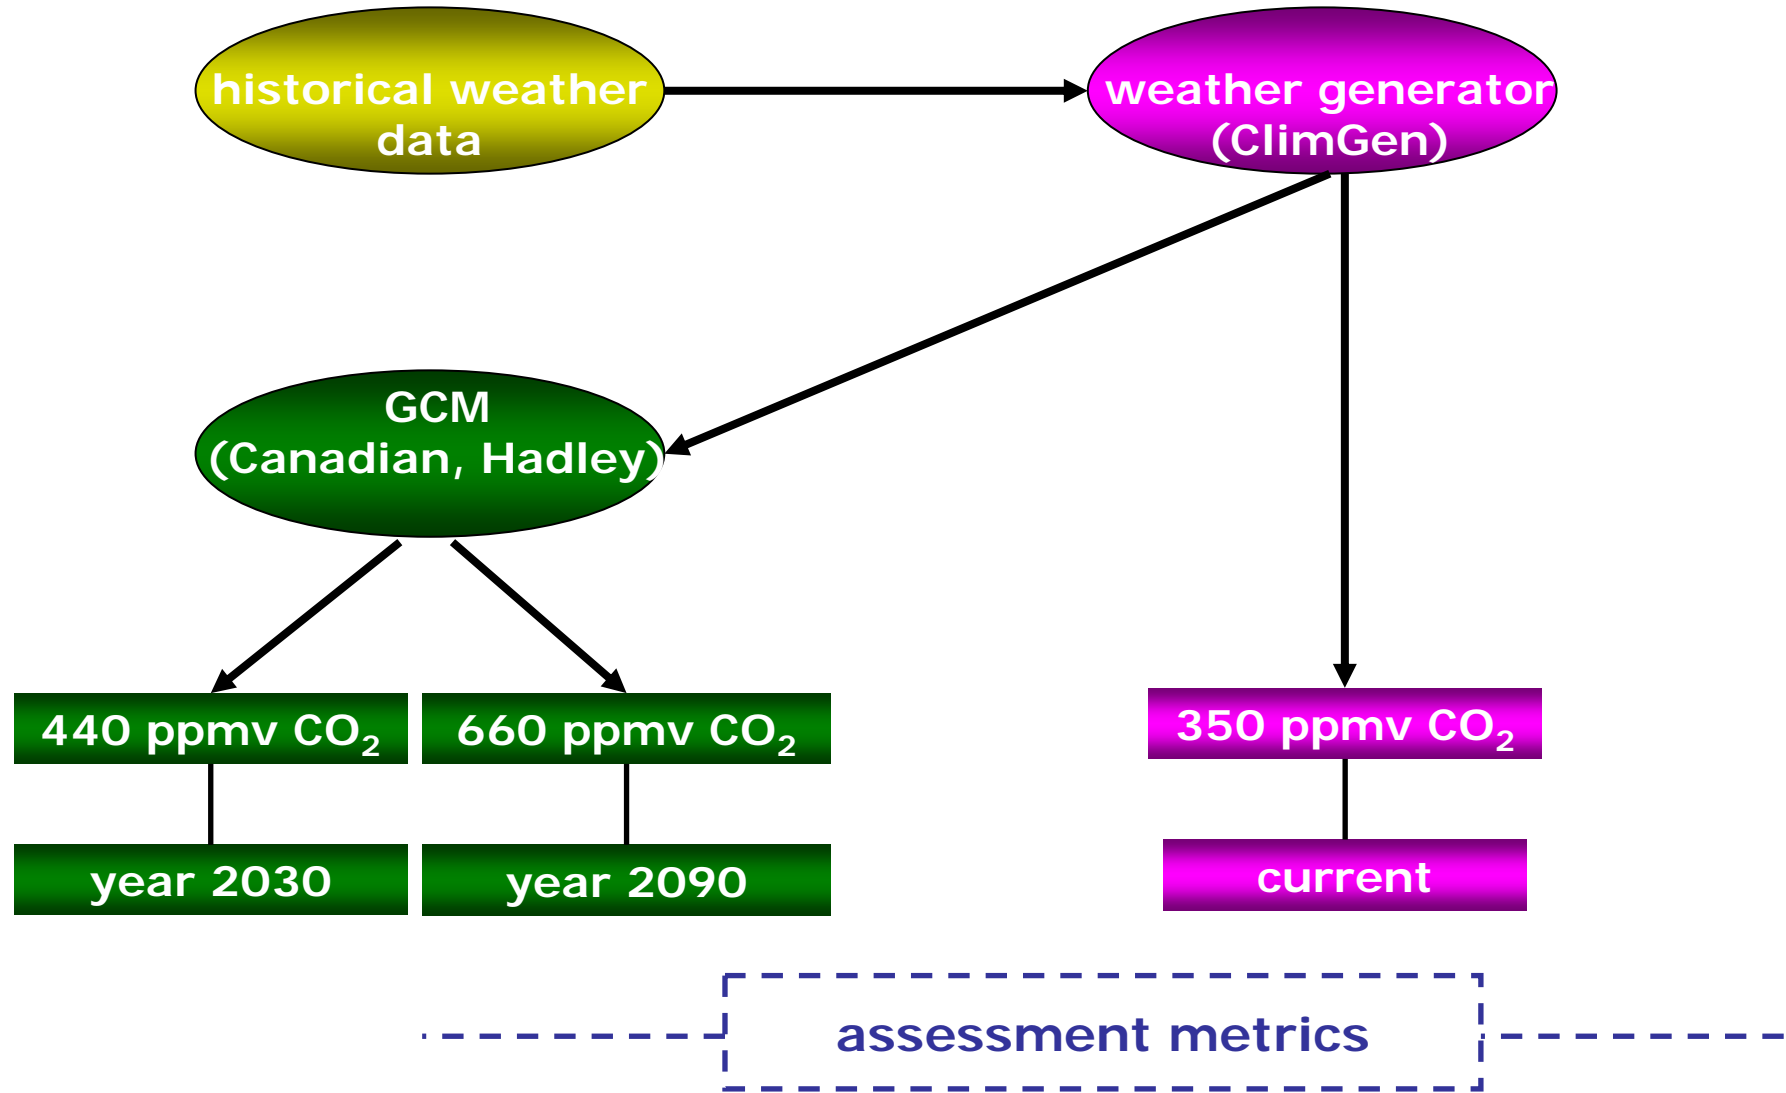 historical weather
data
weather generator
(ClimGen)
GCM
(Canadian, Hadley)
440 ppmv CO₂
660 ppmv CO₂
350 ppmv CO₂
year 2030
year 2090
current
assessment metrics